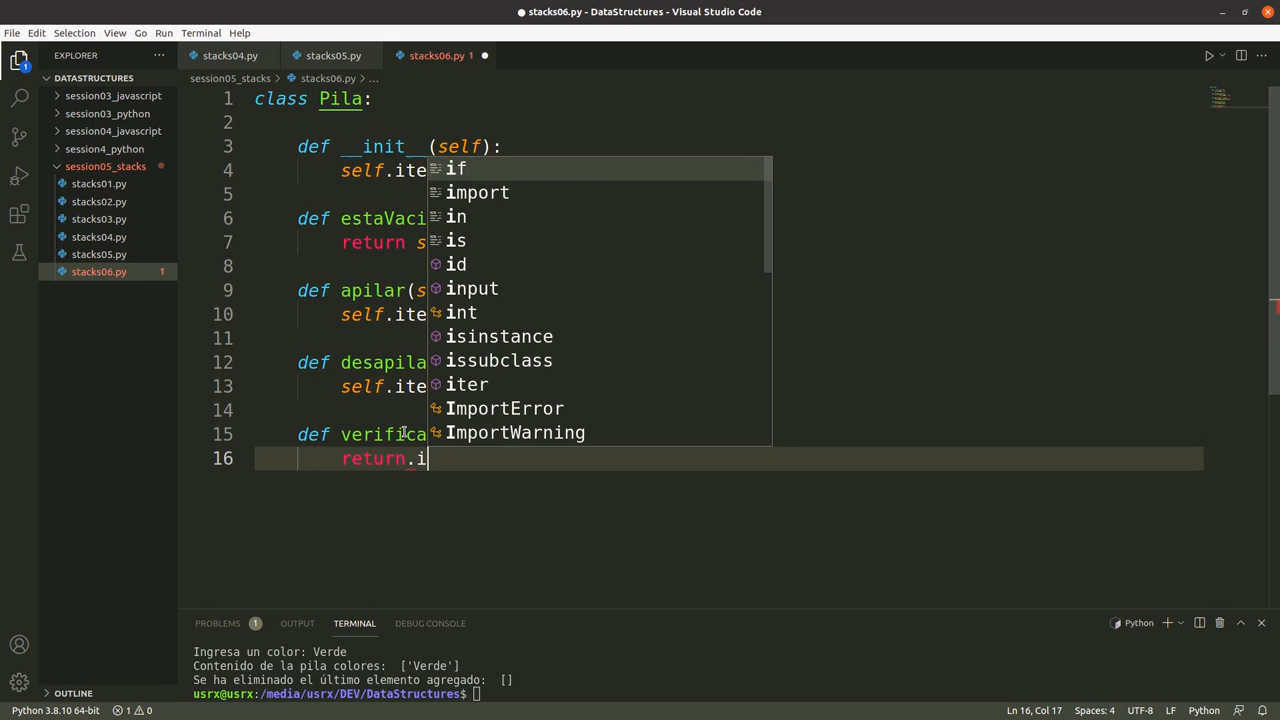 stacks06.py - DataStructures - Visual Studio Code
File Edit Selection View Go Run Terminal Help
EXPLORER
stacks04.py stacks05.py stacks06.py 1
DATASTRUCTURES
session05_stacks > stacks06.py > ...
session03_javascript
session03_python
session04_javascript
session4_python
session05_stacks
stacks01.py
stacks02.py
stacks03.py
stacks04.py
stacks05.py
stacks06.py 1
1 class Pila:
2
3 def __init__(self):
4 self.ite
5
6 def estaVaci
7 return s
8
9 def apilar(s
10 self.ite
11
12 def desapila
13 self.ite
14
15 def verifica
16 return.i
if
import
in
is
id
input
int
isinstance
issubclass
iter
ImportError
ImportWarning
PROBLEMS 1 OUTPUT TERMINAL DEBUG CONSOLE
Python
Ingresa un color: Verde
Contenido de la pila colores:  ['Verde']
Se ha eliminado el último elemento agregado:  []
usrx@usrx:/media/usrx/DEV/DataStructures$
OUTLINE
Python 3.8.10 64-bit 1 0
Ln 16, Col 17 Spaces: 4 UTF-8 LF Python